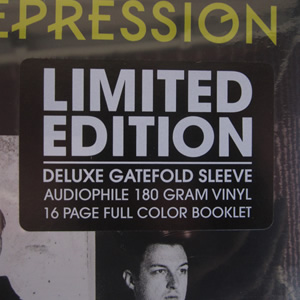 EPRESSION
LIMITED
EDITION
DELUXE GATEFOLD SLEEVE
AUDIOPHILE 180 GRAM VINYL
16 PAGE FULL COLOR BOOKLET